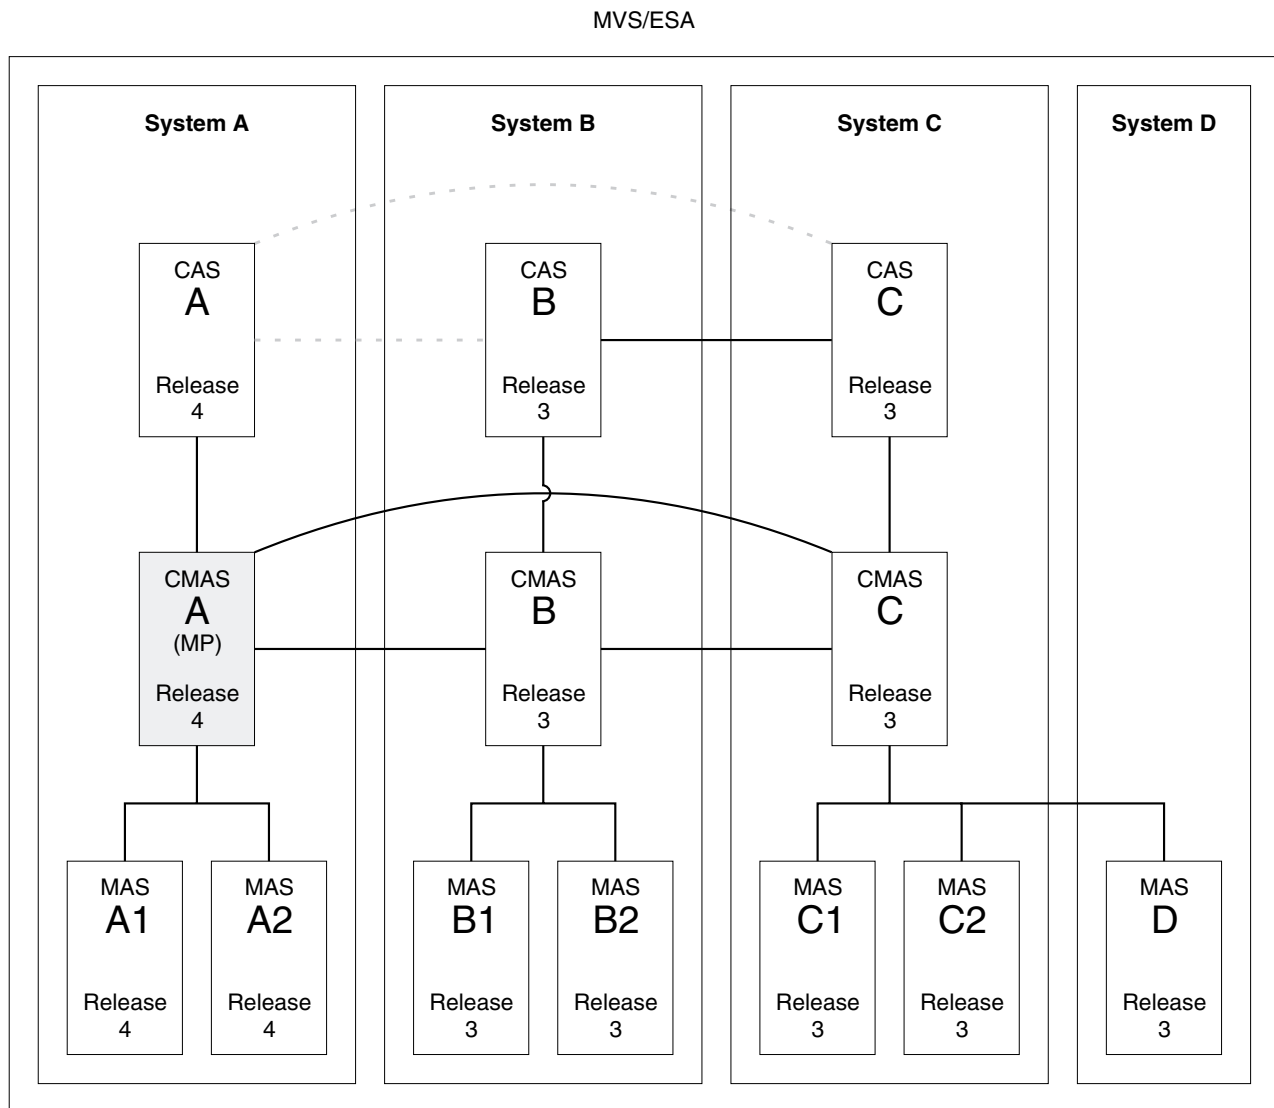 MVS/ESA
System A
System B
System C
System D
CAS
A
Release
4
CAS
B
Release
3
CAS
C
Release
3
CMAS
A
(MP)
Release
4
CMAS
B
Release
3
CMAS
C
Release
3
MAS
A1
Release
4
MAS
A2
Release
4
MAS
B1
Release
3
MAS
B2
Release
3
MAS
C1
Release
3
MAS
C2
Release
3
MAS
D
Release
3